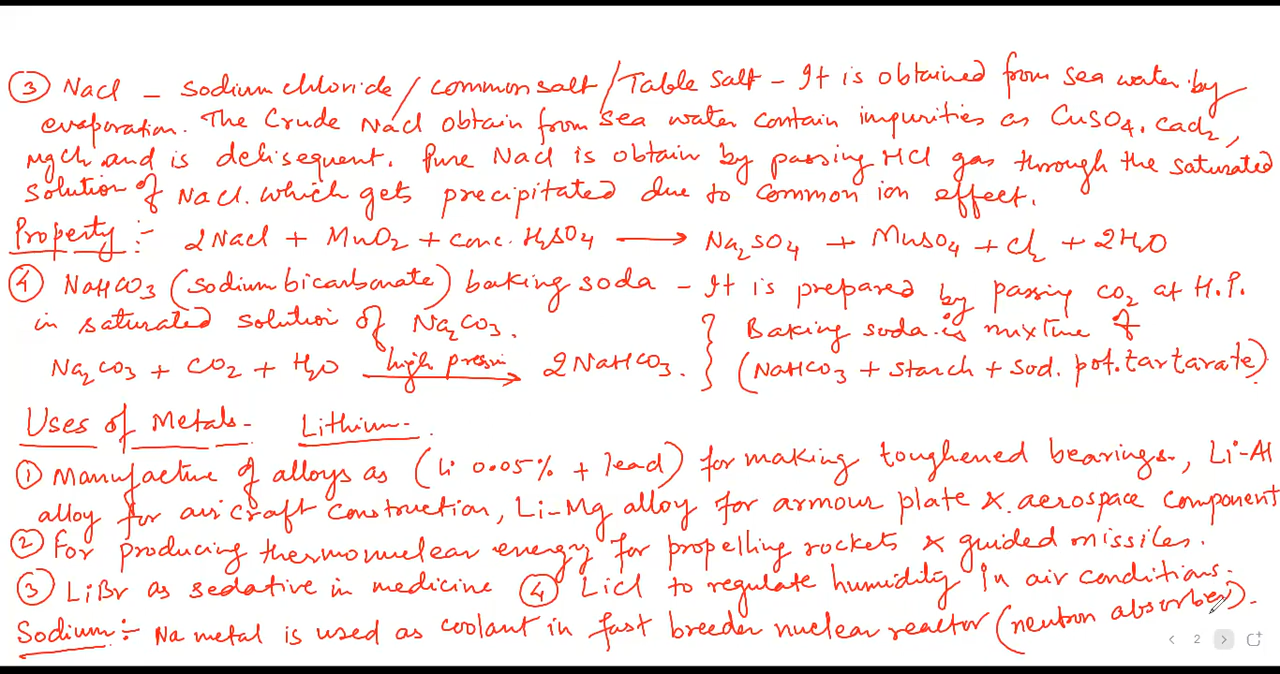 ③ NaCl – Sodium chloride / common salt / Table salt – It is obtained from sea water by
evaporation. The Crude NaCl obtain from sea water contain impurities as CuSO4, CaCl2,
MgCl2 and is delisequent. Pure NaCl is obtain by passing HCl gas through the saturated
Solution of NaCl. which gets precipitated due to common ion effect.
Property :- 2NaCl + MnO2 + conc. H2SO4 ⟶ Na2SO4 + MnSO4 + Cl2 + 2H2O
④ NaHCO3 (sodium bicarbonate) baking soda – It is prepared by passing CO2 at H.P.
in saturated solution of Na2CO3. } Baking soda is mixture of
Na2CO3 + CO2 + H2O high pressure ⟶ 2NaHCO3. } (NaHCO3 + starch + Sod. pot. tartarate)
Uses of Metals- Lithium-
① Manufacture of alloys as (Li 0.05% + lead) for making toughened bearings., Li-Al
alloy for air craft construction, Li-Mg alloy for armour plate & aerospace component
② For producing thermonuclear energy for propelling rockets & guided missiles.
③ LiBr as sedative in medicine ④ LiCl to regulate humidity in air conditions.
Sodium:- Na metal is used as coolant in fast breeder nuclear reactor (neutron absorber).
2